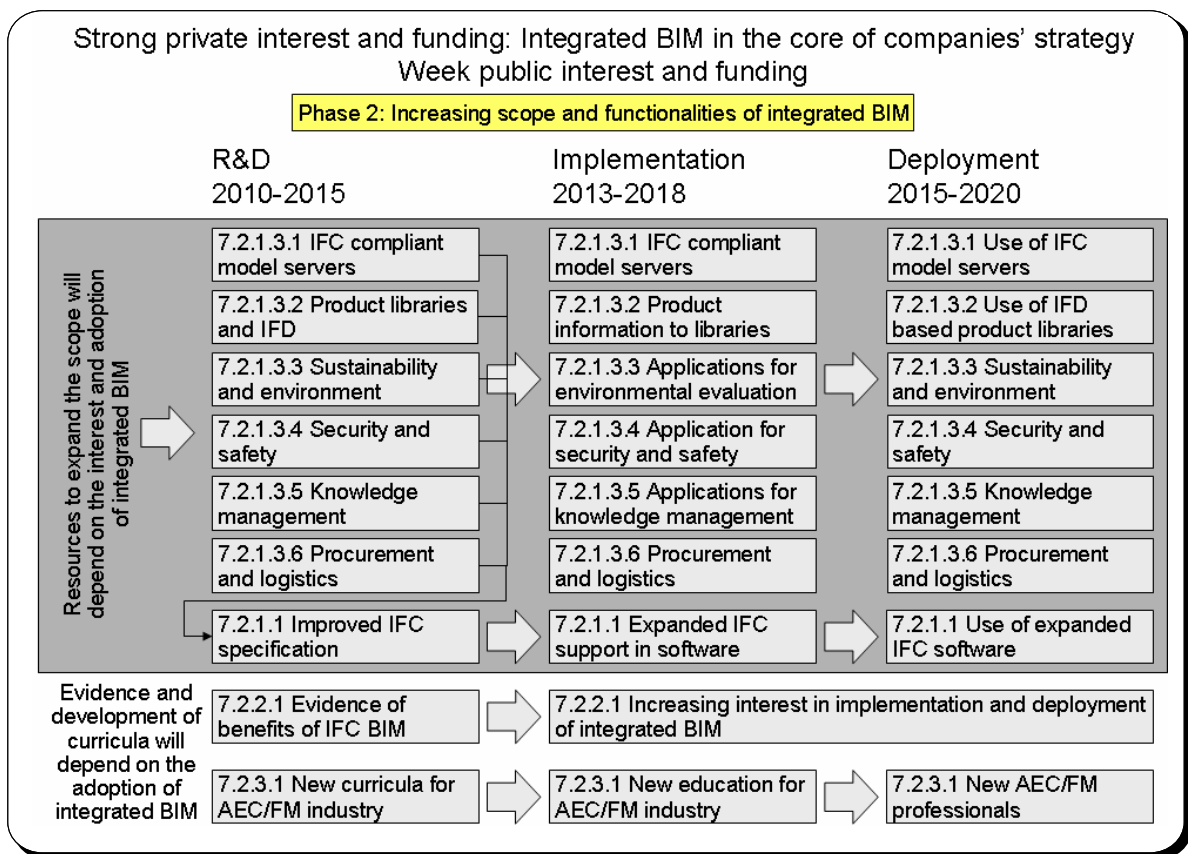 Strong private interest and funding: Integrated BIM in the core of companies' strategy
Week public interest and funding
Phase 2: Increasing scope and functionalities of integrated BIM
R&D
2010-2015
Implementation
2013-2018
Deployment
2015-2020
Resources to expand the scope will
depend on the interest and adoption
of integrated BIM
7.2.1.3.1 IFC compliant
model servers
7.2.1.3.1 IFC compliant
model servers
7.2.1.3.1 Use of IFC
model servers
7.2.1.3.2 Product libraries
and IFD
7.2.1.3.2 Product
information to libraries
7.2.1.3.2 Use of IFD
based product libraries
7.2.1.3.3 Sustainability
and environment
7.2.1.3.3 Applications for
environmental evaluation
7.2.1.3.3 Sustainability
and environment
7.2.1.3.4 Security and
safety
7.2.1.3.4 Application for
security and safety
7.2.1.3.4 Security and
safety
7.2.1.3.5 Knowledge
management
7.2.1.3.5 Applications for
knowledge management
7.2.1.3.5 Knowledge
management
7.2.1.3.6 Procurement
and logistics
7.2.1.3.6 Procurement
and logistics
7.2.1.3.6 Procurement
and logistics
7.2.1.1 Improved IFC
specification
7.2.1.1 Expanded IFC
support in software
7.2.1.1 Use of expanded
IFC software
Evidence and
development of
curricula will
depend on the
adoption of
integrated BIM
7.2.2.1 Evidence of
benefits of IFC BIM
7.2.2.1 Increasing interest in implementation and deployment
of integrated BIM
7.2.3.1 New curricula for
AEC/FM industry
7.2.3.1 New education for
AEC/FM industry
7.2.3.1 New AEC/FM
professionals